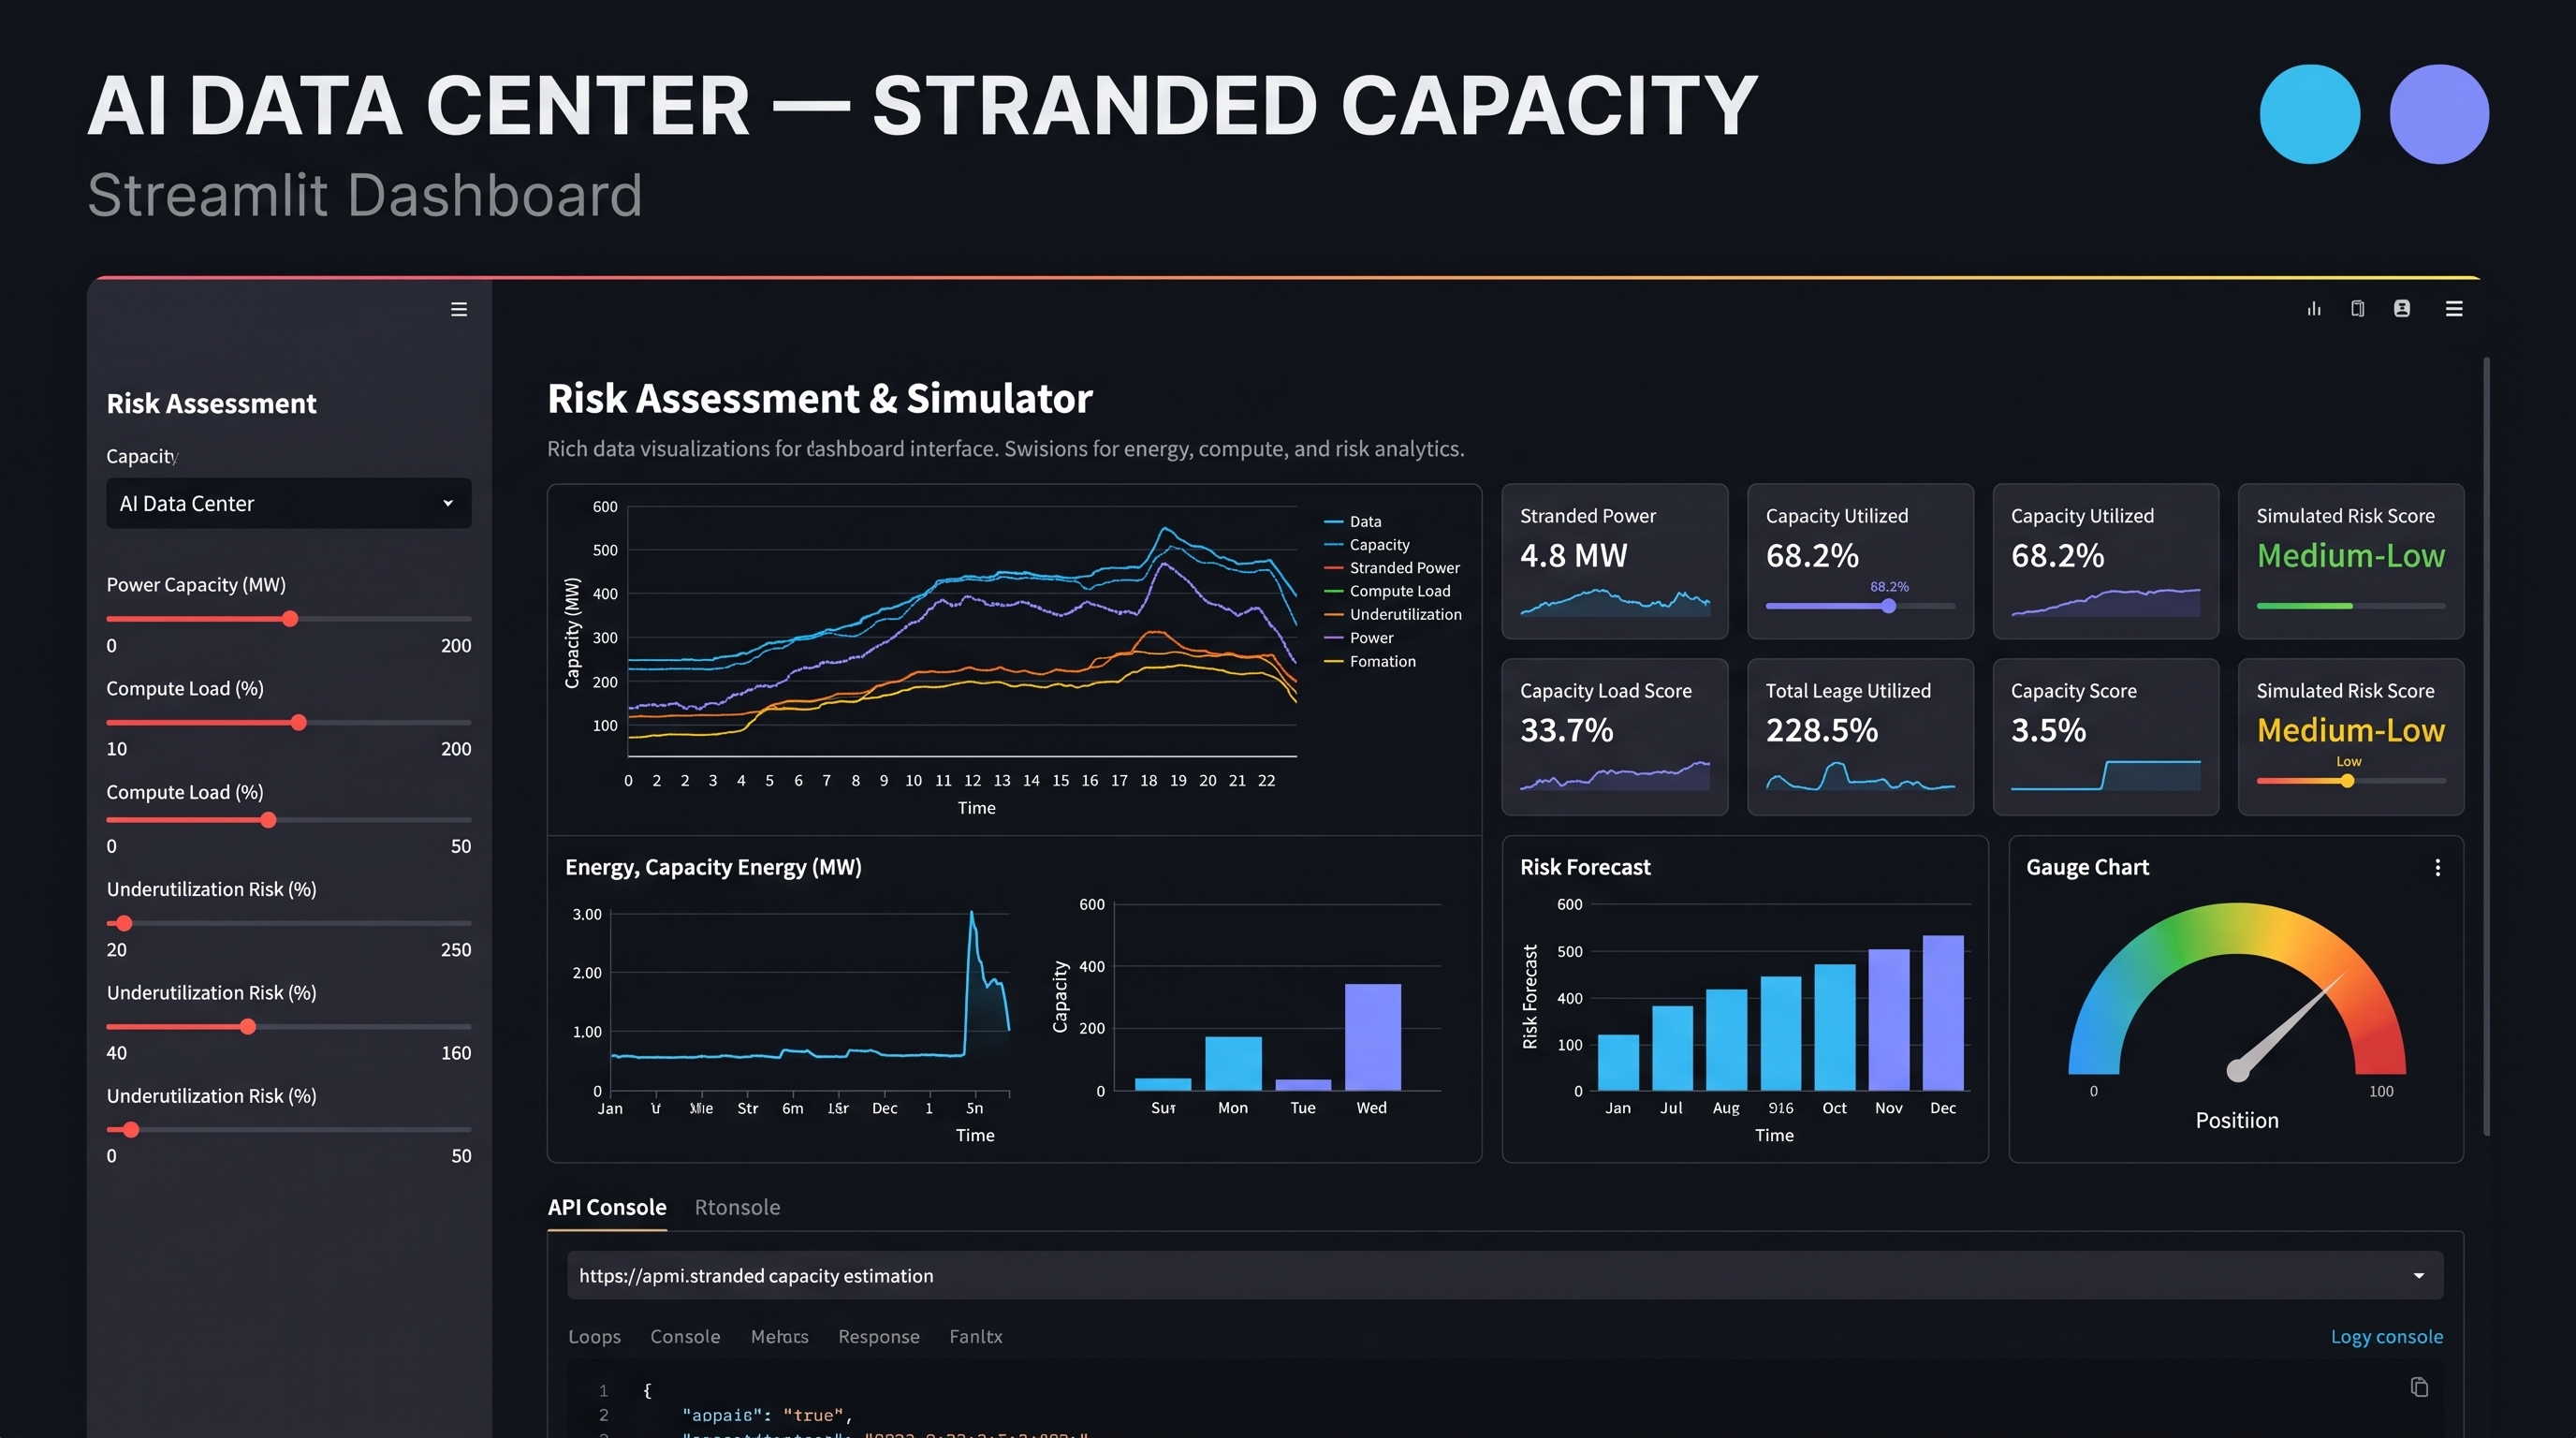 AI DATA CENTER — STRANDED CAPACITY
Streamlit Dashboard
Risk Assessment
Capacity
AI Data Center
Power Capacity (MW)
0 200
Compute Load (%)
10 200
Compute Load (%)
0 50
Underutilization Risk (%)
20 250
Underutilization Risk (%)
40 160
Underutilization Risk (%)
0 50
Risk Assessment & Simulator
Rich data visualizations for dashboard interface. Swisions for energy, compute, and risk analytics.
Capacity (MW)
600
500
400
300
200
100
0 2 2 3 4 5 6 7 8 9 10 11 12 13 14 15 16 17 18 19 20 21 22
Time
Data
Capacity
Stranded Power
Compute Load
Underutilization
Power
Fomation
Stranded Power
4.8 MW
Capacity Utilized
68.2%
68.2%
Capacity Utilized
68.2%
Simulated Risk Score
Medium-Low
Capacity Load Score
33.7%
Total Leage Utilized
228.5%
Capacity Score
3.5%
Simulated Risk Score
Medium-Low
Low
Energy, Capacity Energy (MW)
3.00
2.00
1.00
0
Jan Str 6m Dec 1 5n
Time
Capacity
600
400
200
0
Mon Tue Wed
Risk Forecast
Risk Forecast
600
500
400
100
0
Jan Jul Aug 916 Oct Nov Dec
Time
Gauge Chart
0 100
Positiion
API Console Rtonsole
https://apmi.stranded capacity estimation
Loops Console Response Fanltx
Logy console
1 {
2 "true",